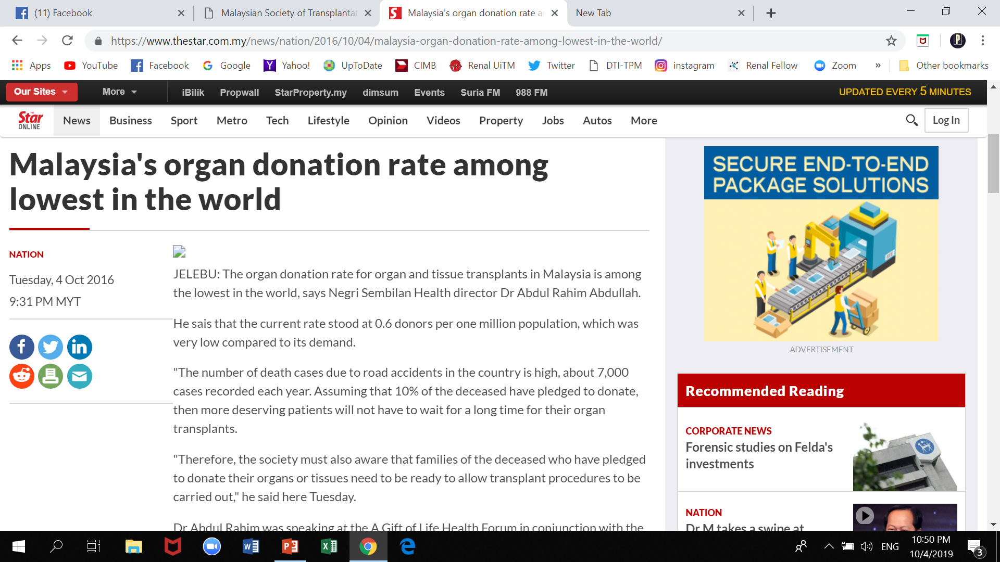 (11) Facebook
Malaysian Society of Transplantat
Malaysia's organ donation rate a
New Tab
https://www.thestar.com.my/news/nation/2016/10/04/malaysia-organ-donation-rate-among-lowest-in-the-world/
Apps YouTube Facebook Google Yahoo! UpToDate CIMB Renal UiTM Twitter DTI-TPM instagram Renal Fellow Zoom » Other bookmarks
Our Sites More iBilik Propwall StarProperty.my dimsum Events Suria FM 988 FM UPDATED EVERY 5 MINUTES
THE Star ONLINE
News Business Sport Metro Tech Lifestyle Opinion Videos Property Jobs Autos More Log In
Malaysia's organ donation rate among
lowest in the world
NATION
Tuesday, 4 Oct 2016
9:31 PM MYT
JELEBU: The organ donation rate for organ and tissue transplants in Malaysia is among
the lowest in the world, says Negri Sembilan Health director Dr Abdul Rahim Abdullah.
He sais that the current rate stood at 0.6 donors per one million population, which was
very low compared to its demand.
"The number of death cases due to road accidents in the country is high, about 7,000
cases recorded each year. Assuming that 10% of the deceased have pledged to donate,
then more deserving patients will not have to wait for a long time for their organ
transplants.
"Therefore, the society must also aware that families of the deceased who have pledged
to donate their organs or tissues need to be ready to allow transplant procedures to be
carried out," he said here Tuesday.
Dr Abdul Rahim was speaking at the A Gift of Life Health Forum in conjunction with the
SECURE END-TO-END
PACKAGE SOLUTIONS
ADVERTISEMENT
Recommended Reading
CORPORATE NEWS
Forensic studies on Felda's
investments
NATION
Dr M takes a swipe at
ENG
10:50 PM
10/4/2019
3